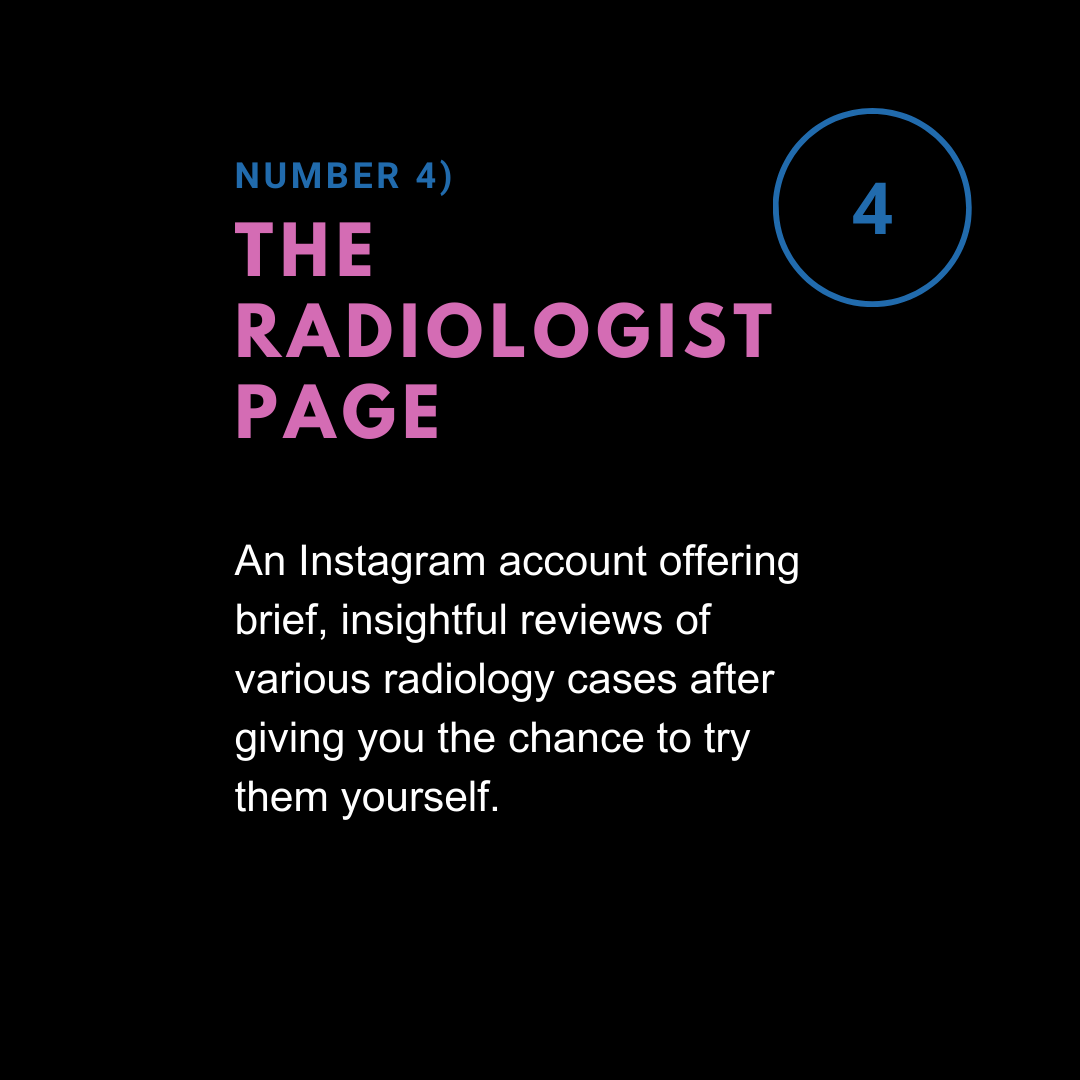 NUMBER 4)
4
THE
RADIOLOGIST
PAGE
An Instagram account offering
brief, insightful reviews of
various radiology cases after
giving you the chance to try
them yourself.